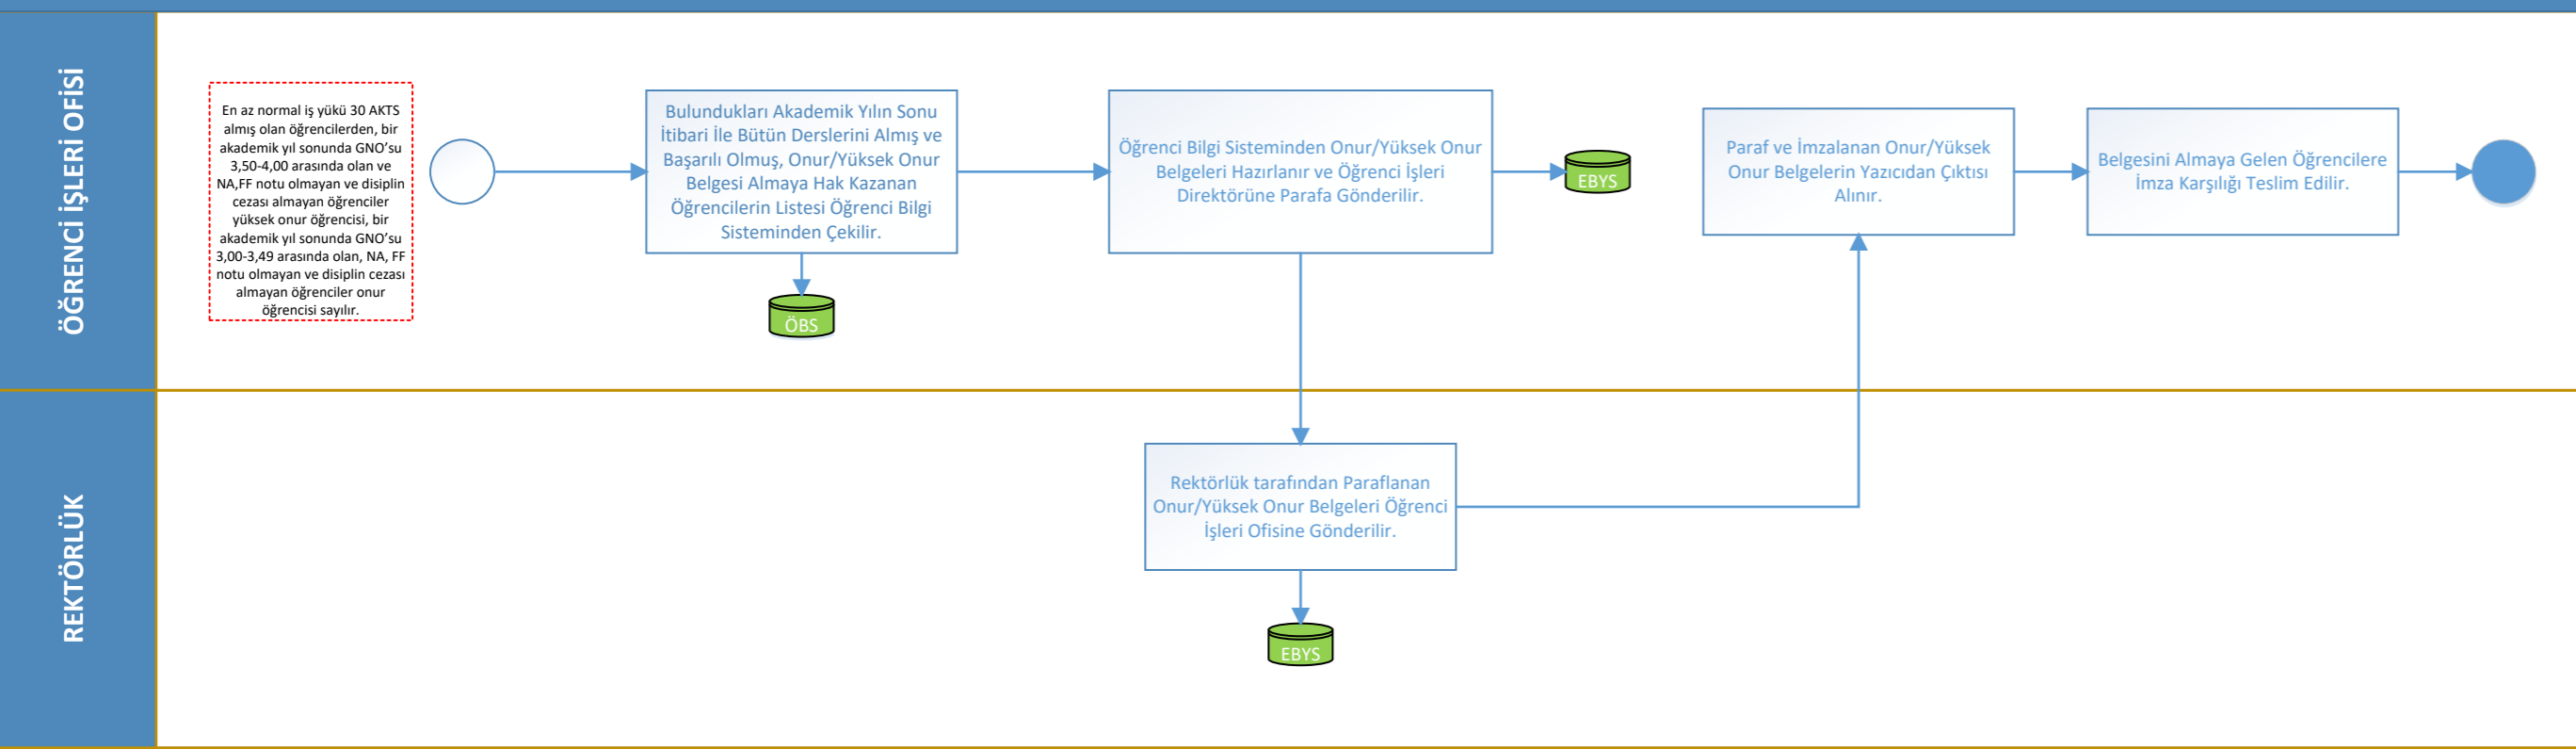 ÖĞRENCİ İŞLERİ OFİSİ
En az normal iş yükü 30 AKTS
almış olan öğrencilerden, bir
akademik yıl sonunda GNO’su
3,50-4,00 arasında olan ve
NA,FF notu olmayan ve disiplin
cezası almayan öğrenciler
yüksek onur öğrencisi, bir
akademik yıl sonunda GNO’su
3,00-3,49 arasında olan, NA, FF
notu olmayan ve disiplin cezası
almayan öğrenciler onur
öğrencisi sayılır.
Bulundukları Akademik Yılın Sonu
İtibari İle Bütün Derslerini Almış ve
Başarılı Olmuş, Onur/Yüksek Onur
Belgesi Almaya Hak Kazanan
Öğrencilerin Listesi Öğrenci Bilgi
Sisteminden Çekilir.
ÖBS
Öğrenci Bilgi Sisteminden Onur/Yüksek Onur
Belgeleri Hazırlanır ve Öğrenci İşleri
Direktörüne Parafa Gönderilir.
EBYS
Paraf ve İmzalanan Onur/Yüksek
Onur Belgelerin Yazıcıdan Çıktısı
Alınır.
Belgesini Almaya Gelen Öğrencilere
İmza Karşılığı Teslim Edilir.
REKTÖRLÜK
Rektörlük tarafından Paraflanan
Onur/Yüksek Onur Belgeleri Öğrenci
İşleri Ofisine Gönderilir.
EBYS